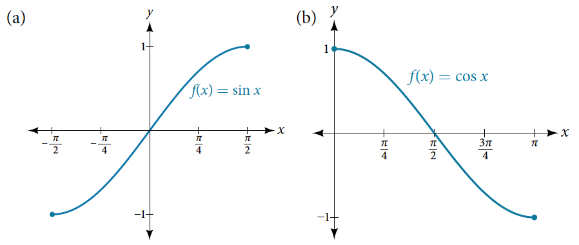 (a)
y
1
f(x) = sin x
x
-π/2
-π/4
π/4
π/2
-1
(b)
y
1
f(x) = cos x
x
π/4
π/2
3π/4
π
-1